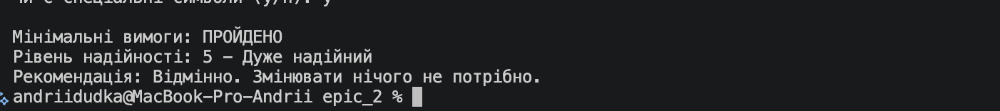 Чи є спеціальні символи (y/n): y
Мінімальні вимоги: ПРОЙДЕНО
Рівень надійності: 5 – Дуже надійний
Рекомендація: Відмінно. Змінювати нічого не потрібно.
andriidudka@MacBook-Pro-Andrii epic_2 %